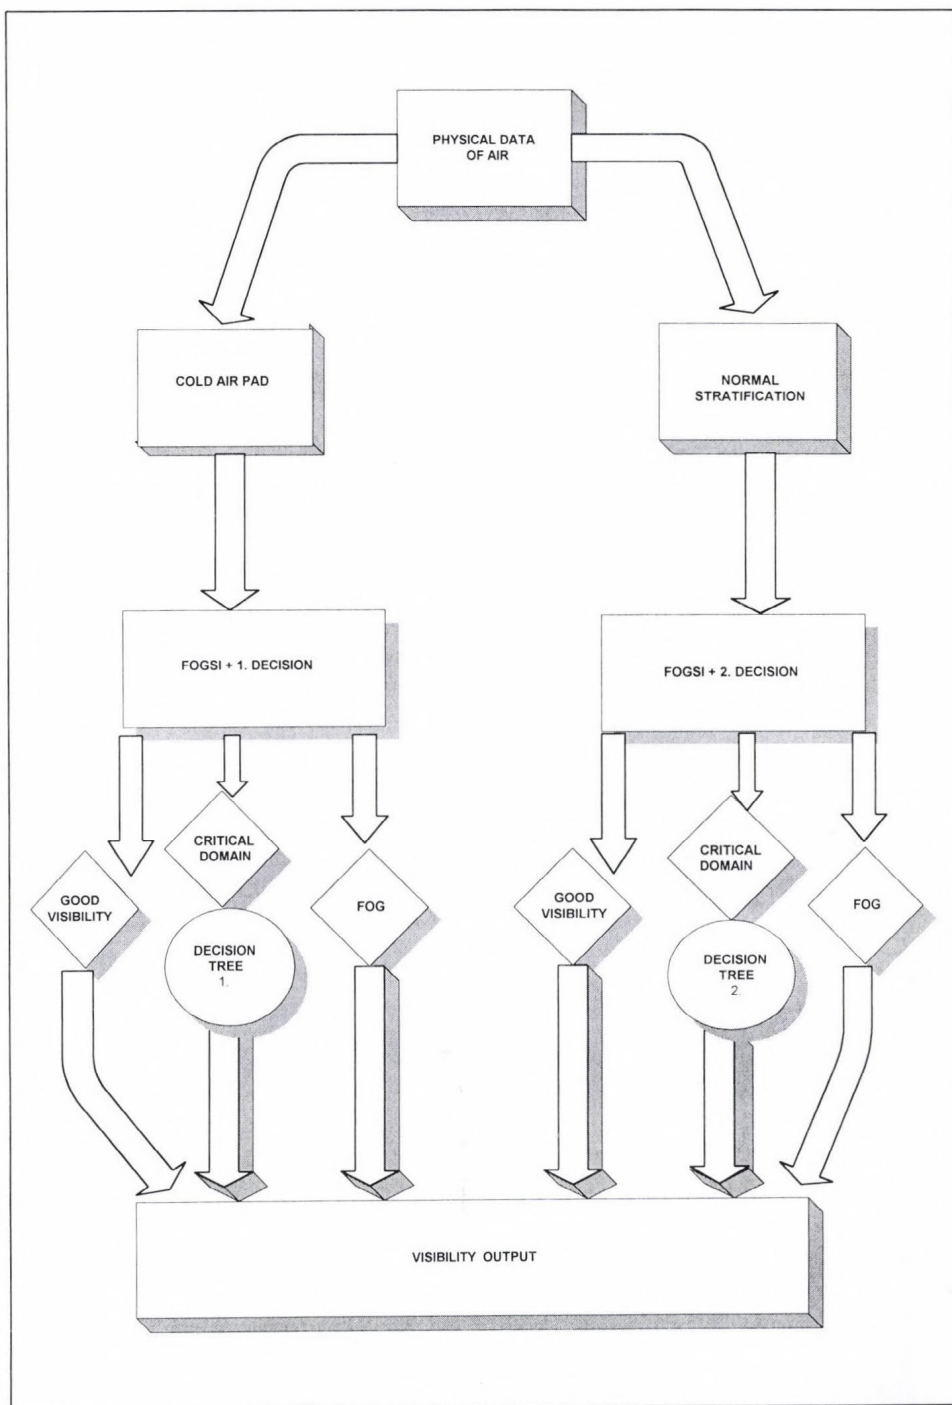 PHYSICAL DATA
OF AIR
COLD AIR PAD
NORMAL
STRATIFICATION
FOGSI + 1. DECISION
FOGSI + 2. DECISION
CRITICAL
DOMAIN
GOOD
VISIBILITY
FOG
DECISION
TREE
1.
CRITICAL
DOMAIN
GOOD
VISIBILITY
FOG
DECISION
TREE
2.
VISIBILITY OUTPUT